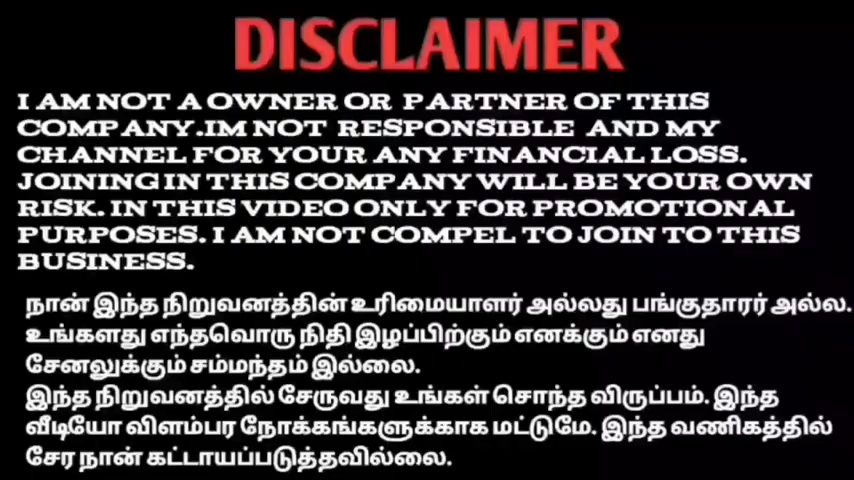 DISCLAIMER
I AM NOT A OWNER OR PARTNER OF THIS
COMPANY.IM NOT RESPONSIBLE AND MY
CHANNEL FOR YOUR ANY FINANCIAL LOSS.
JOINING IN THIS COMPANY WILL BE YOUR OWN
RISK. IN THIS VIDEO ONLY FOR PROMOTIONAL
PURPOSES. I AM NOT COMPEL TO JOIN TO THIS
BUSINESS.
நான் இந்த நிறுவனத்தின் உரிமையாளர் அல்லது பங்குதாரர் அல்ல.
உங்களது எந்தவொரு நிதி இழப்பிற்கும் எனக்கும் எனது
சேனலுக்கும் சம்மந்தம் இல்லை.
இந்த நிறுவனத்தில் சேருவது உங்கள் சொந்த விருப்பம். இந்த
வீடியோ விளம்பர நோக்கங்களுக்காக மட்டுமே. இந்த வணிகத்தில்
சேர நான் கட்டாயப்படுத்தவில்லை.